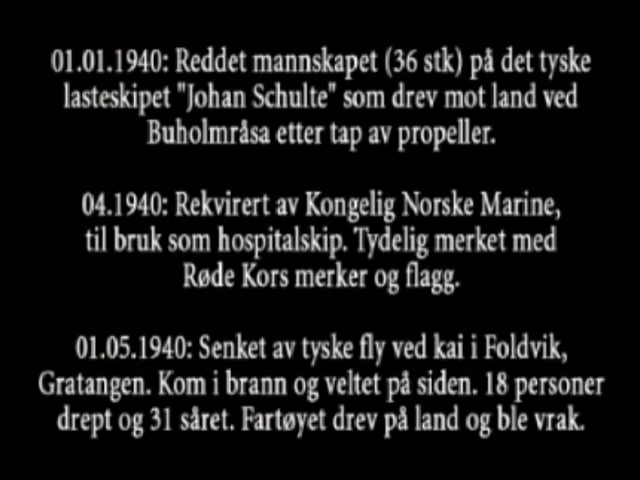 01.01.1940: Reddet mannskapet (36 stk) på det tyske
lasteskipet "Johan Schulte" som drev mot land ved
Buholmråsa etter tap av propeller.
04.1940: Rekvirert av Kongelig Norske Marine,
til bruk som hospitalskip. Tydelig merket med
Røde Kors merker og flagg.
01.05.1940: Senket av tyske fly ved kai i Foldvik,
Gratangen. Kom i brann og veltet på siden. 18 personer
drept og 31 såret. Fartøyet drev på land og ble vrak.